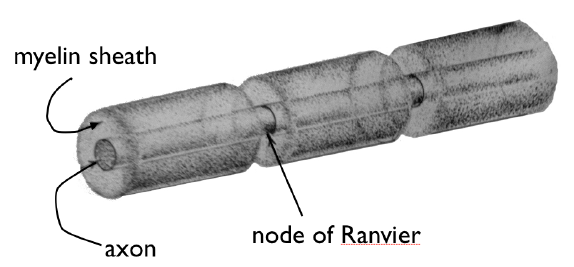 myelin sheath
node of Ranvier
axon